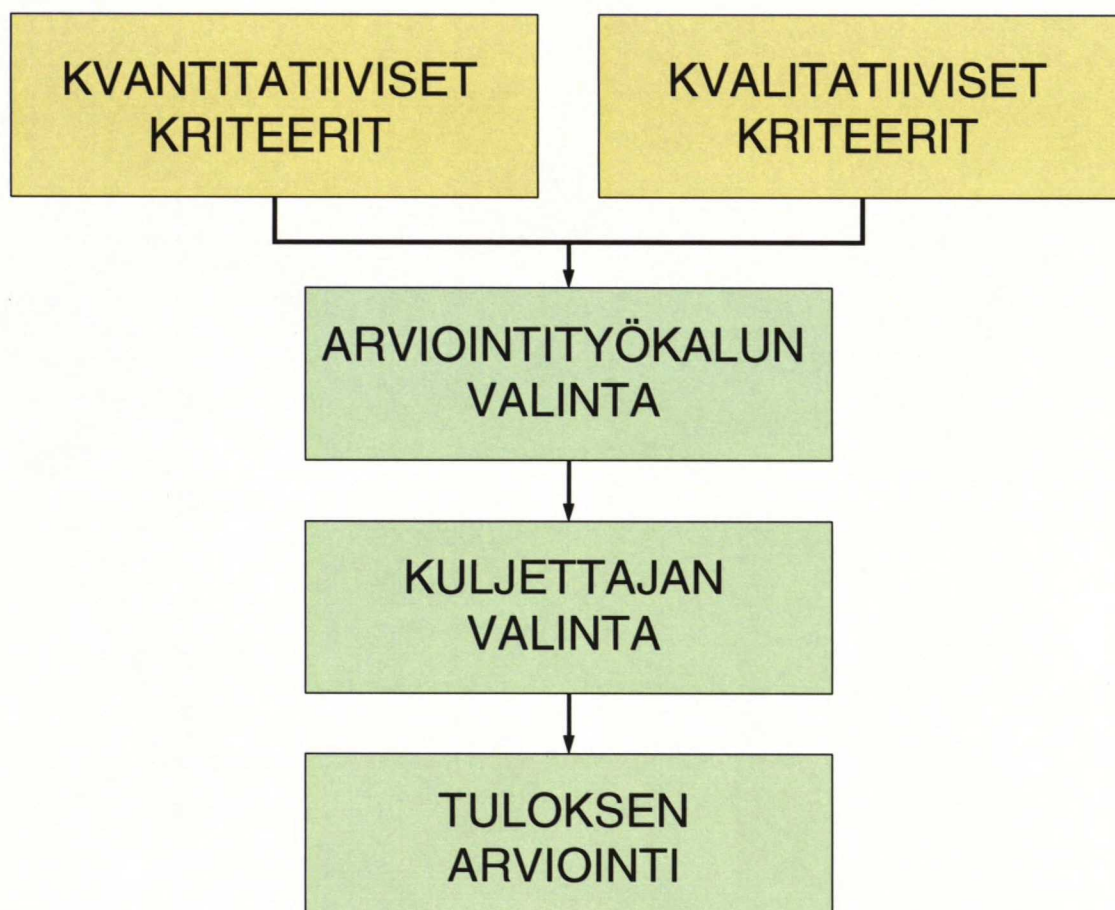 KVANTITATIIVISET
KRITEERIT
KVALITATIIVISET
KRITEERIT
ARVIOINTITYÖKALUN
VALINTA
KULJETTAJAN
VALINTA
TULOKSEN
ARVIOINTI